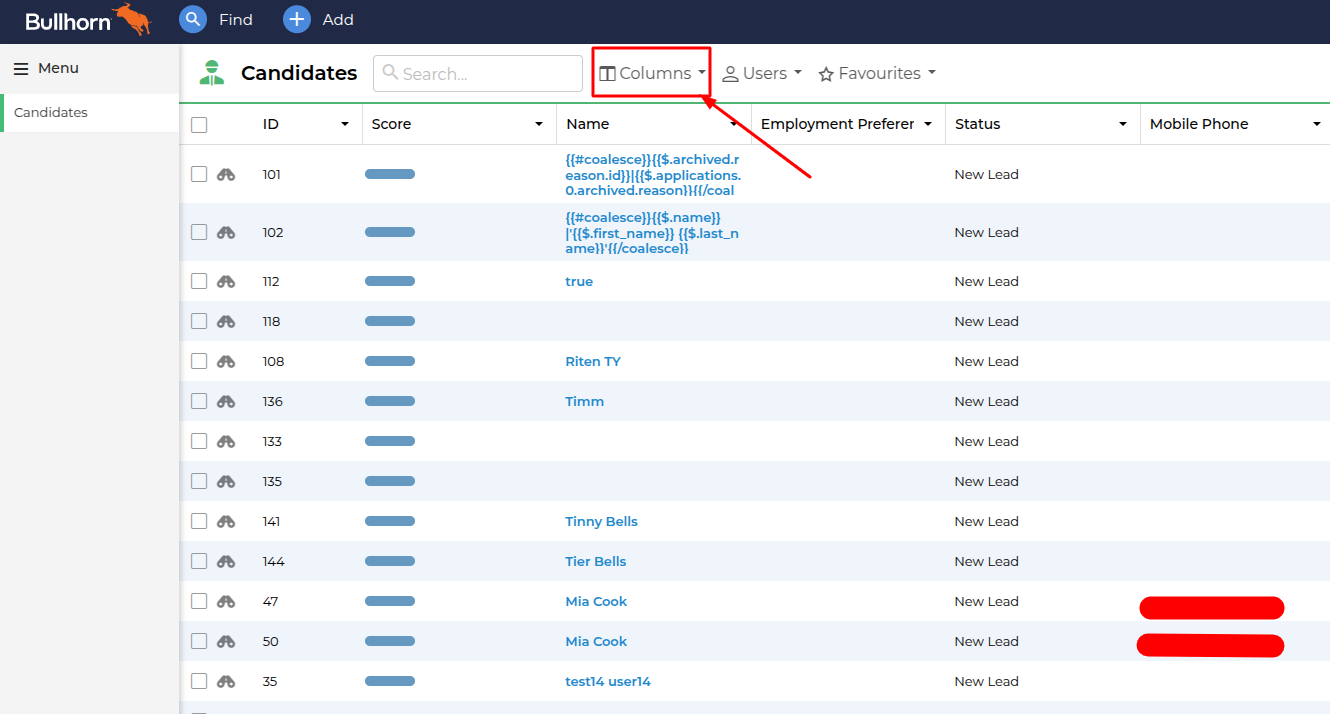 Bullhorn Find Add
Menu
Candidates
Candidates Search... Columns Users Favourites
ID Score Name Employment Preferer Status Mobile Phone
101 {{#coalesce}}{{$.archived.r New Lead
eason.id}}|{{$.applications.
0.archived.reason}}{{/coal
102 {{#coalesce}}{{$.name}} New Lead
|'{{$.first_name}} {{$.last_n
ame}}'{{/coalesce}}
112 true New Lead
118 New Lead
108 Riten TY New Lead
136 Timm New Lead
133 New Lead
135 New Lead
141 Tinny Bells New Lead
144 Tier Bells New Lead
47 Mia Cook New Lead
50 Mia Cook New Lead
35 test14 user14 New Lead